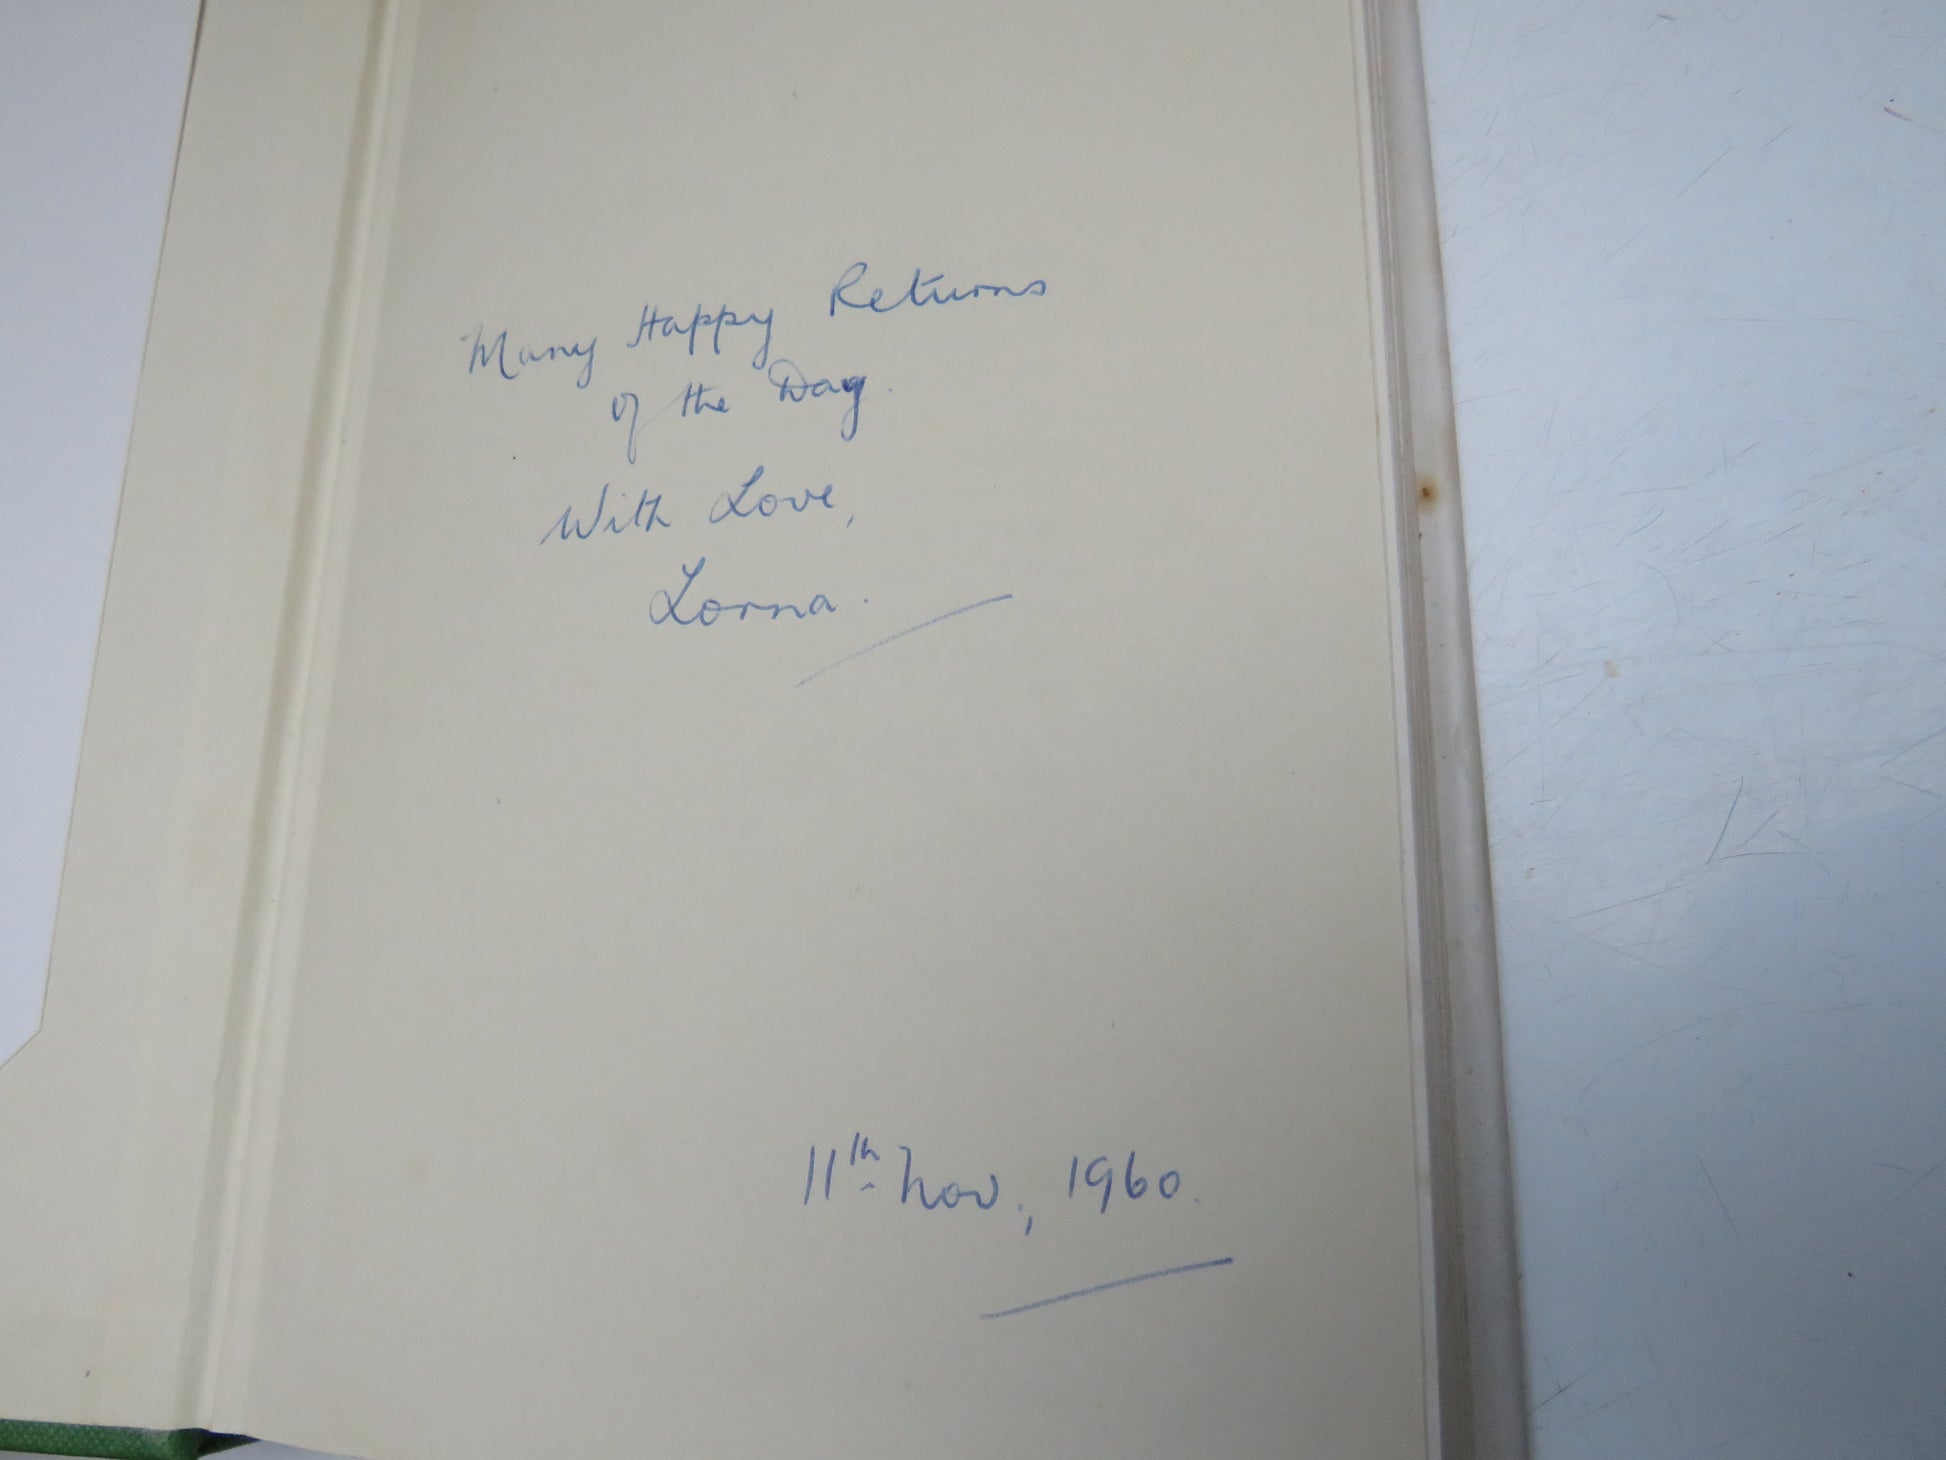 Many Happy Returns
of the Day.
With Love,
Lorna.
11th Nov., 1960.